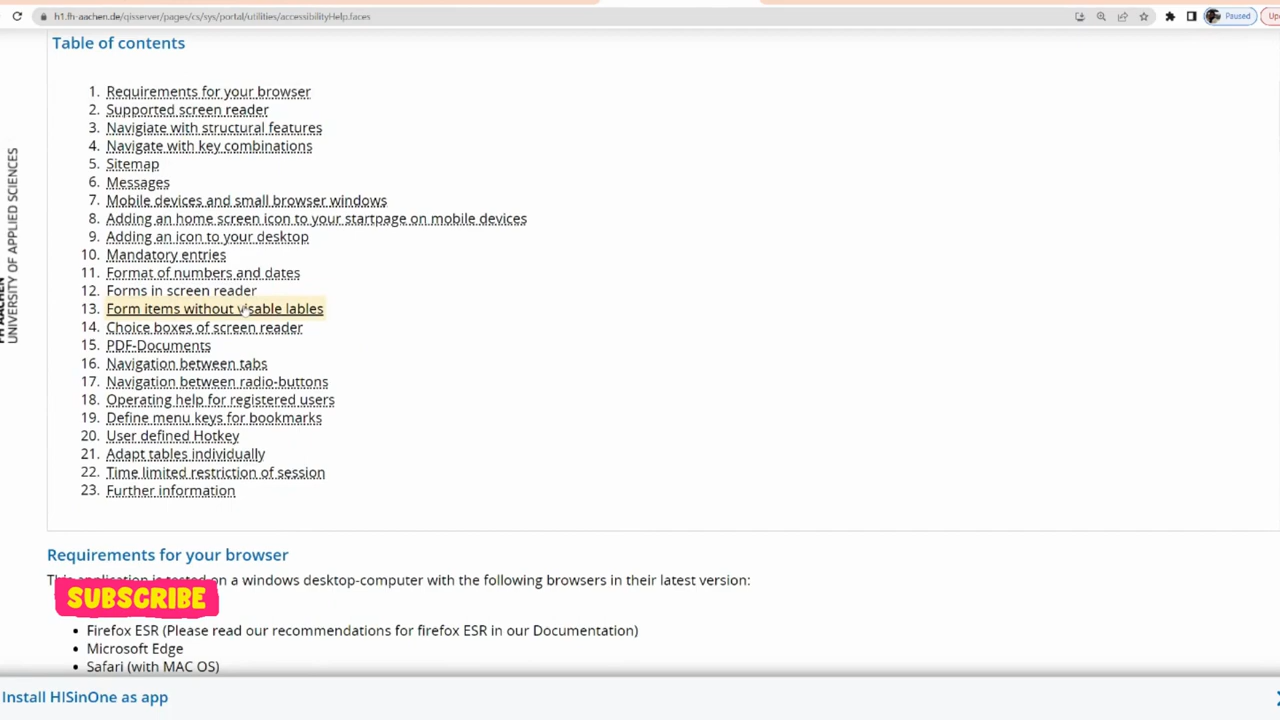 h1.fh-aachen.de/qisserver/pages/cs/sys/portal/utilities/accessibilityHelp.faces
Paused
Table of contents
1. Requirements for your browser
2. Supported screen reader
3. Navigiate with structural features
4. Navigate with key combinations
5. Sitemap
6. Messages
7. Mobile devices and small browser windows
8. Adding an home screen icon to your startpage on mobile devices
9. Adding an icon to your desktop
10. Mandatory entries
11. Format of numbers and dates
12. Forms in screen reader
13. Form items without visable lables
14. Choice boxes of screen reader
15. PDF-Documents
16. Navigation between tabs
17. Navigation between radio-buttons
18. Operating help for registered users
19. Define menu keys for bookmarks
20. User defined Hotkey
21. Adapt tables individually
22. Time limited restriction of session
23. Further information
FH AACHEN
UNIVERSITY OF APPLIED SCIENCES
Requirements for your browser
This application is tested on a windows desktop-computer with the following browsers in their latest version:
SUBSCRIBE
• Firefox ESR (Please read our recommendations for firefox ESR in our Documentation)
• Microsoft Edge
• Safari (with MAC OS)
Install HISinOne as app